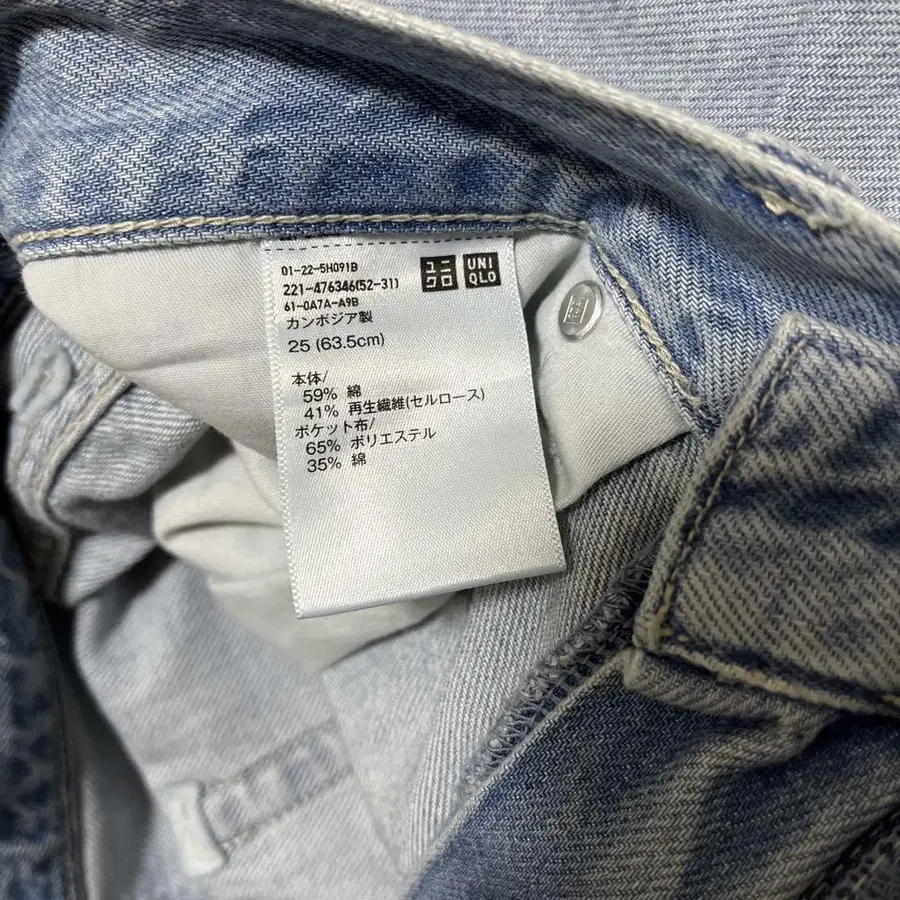 01-22-5H091B
221-476346(52-31)
61-0A7A-A9B
カンボジア製
25 (63.5cm)
ユニ
クロ
UNI
QLO
本体/
59% 綿
41% 再生繊維(セルロース)
ポケット布/
65% ポリエステル
35% 綿